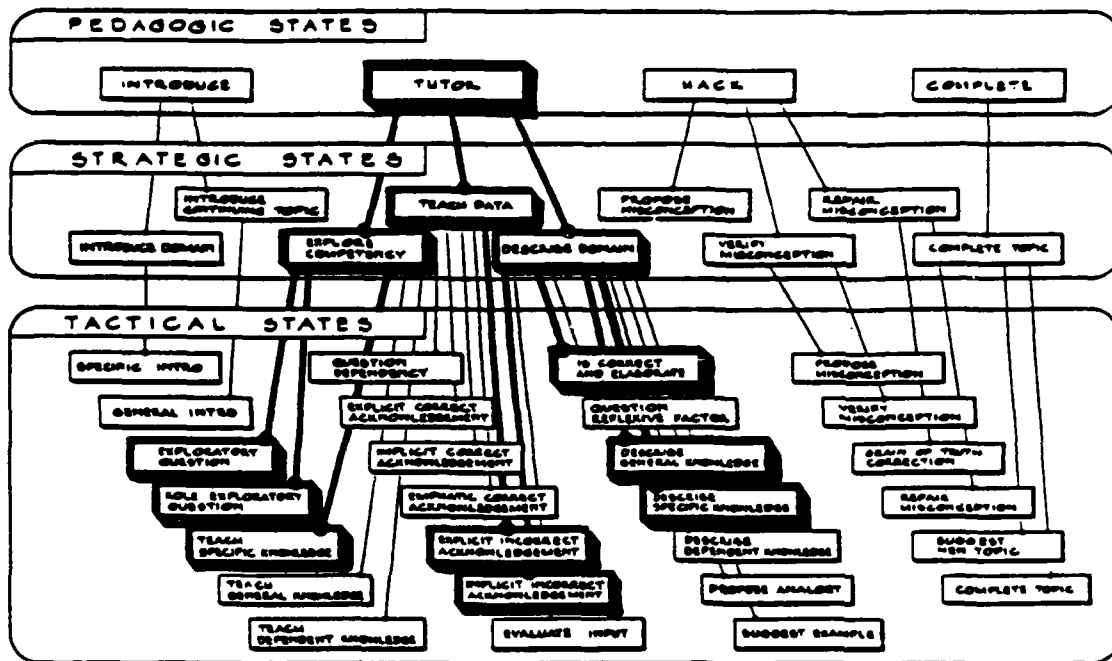 PEDAGOGIC STATES
INTRODUCE
TUTOR
HACK
COMPLETE
STRATEGIC STATES
INTRODUCE
CONTINUING TOPIC
TEACH DATA
PROPOSE
MISCONCEPTION
REPAIR
MISCONCEPTION
INTRODUCE DOMAIN
EXPLORE
COMPETENCY
DESCRIBE DOMAIN
VERIFY
MISCONCEPTION
COMPLETE TOPIC
TACTICAL STATES
SPECIFIC INTRO
QUESTION
DEPENDENCY
ID CORRECT
AND ELABORATE
PROPOSE
MISCONCEPTION
GENERAL INTRO
EXPLICIT CORRECT
ACKNOWLEDGEMENT
QUESTION
REFLEXIVE FACTOR
VERIFY
MISCONCEPTION
EXPLORATORY
QUESTION
IMPLICIT CORRECT
ACKNOWLEDGEMENT
DESCRIBE
GENERAL KNOWLEDGE
GRAIN OF TRUTH
CORRECTION
ROLE EXPLORATORY
QUESTION
EMPHATIC CORRECT
ACKNOWLEDGEMENT
DESCRIBE
SPECIFIC KNOWLEDGE
REPAIR
MISCONCEPTION
TEACH
SPECIFIC KNOWLEDGE
EXPLICIT INCORRECT
ACKNOWLEDGEMENT
DESCRIBE
DEPENDENT KNOWLEDGE
SUGGEST
NEW TOPIC
TEACH
GENERAL KNOWLEDGE
IMPLICIT INCORRECT
ACKNOWLEDGEMENT
PROPOSE ANALOGY
COMPLETE TOPIC
TEACH
DEPENDENT KNOWLEDGE
EVALUATE INPUT
SUGGEST EXAMPLE